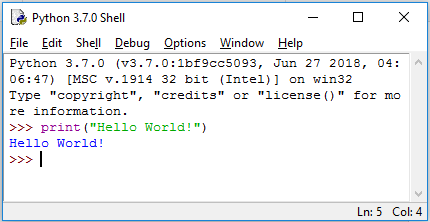 Python 3.7.0 Shell
File Edit Shell Debug Options Window Help
Python 3.7.0 (v3.7.0:1bf9cc5093, Jun 27 2018, 04:
06:47) [MSC v.1914 32 bit (Intel)] on win32
Type "copyright", "credits" or "license()" for mo
re information.
>>> print("Hello World!")
Hello World!
>>>
Ln: 5 Col: 4